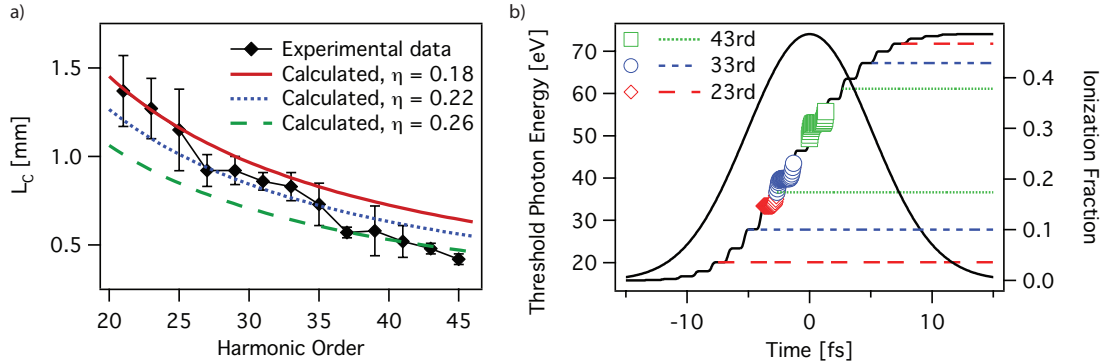 a)
L_C [mm]
1.5
1.0
0.5
20
25
30
35
40
45
Harmonic Order
Experimental data
Calculated, η = 0.18
Calculated, η = 0.22
Calculated, η = 0.26
b)
Threshold Photon Energy [eV]
70
60
50
40
30
20
-10
0
10
Time [fs]
43rd
33rd
23rd
0.4
0.3
0.2
0.1
0.0
Ionization Fraction